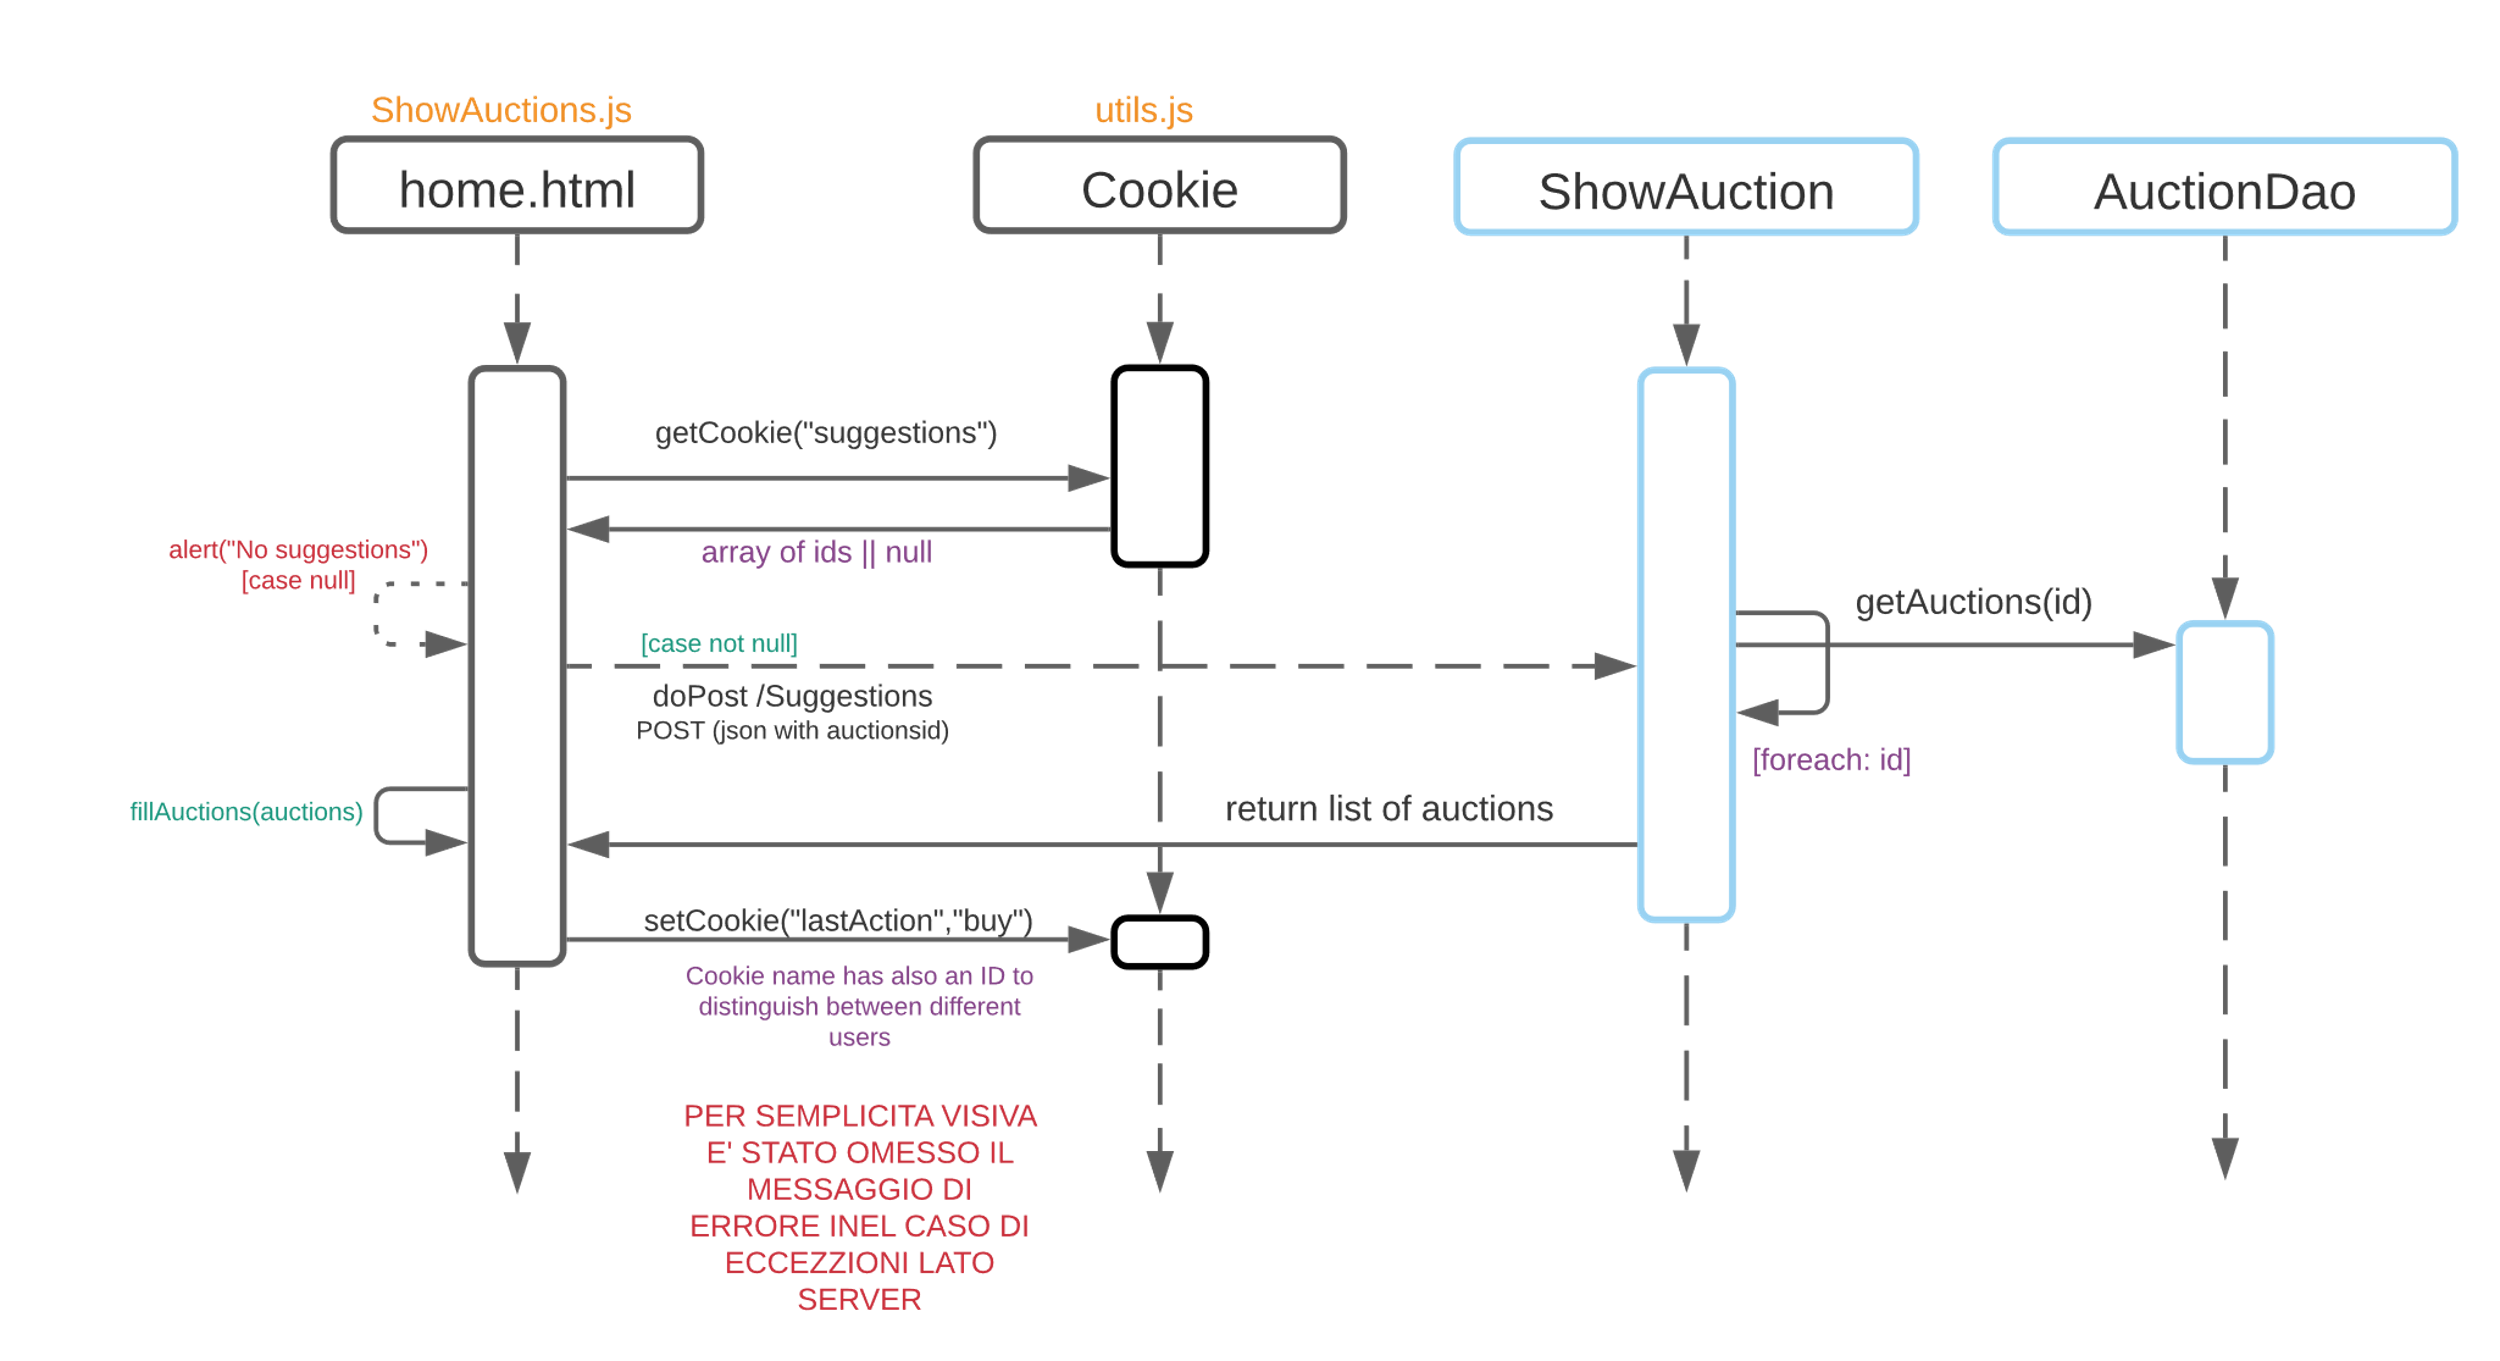 ShowAuctions.js
utils.js
home.html
Cookie
ShowAuction
AuctionDao
getCookie("suggestions")
array of ids || null
alert("No suggestions")
[case null]
getAuctions(id)
[case not null]
doPost /Suggestions
POST (json with auctionsid)
[foreach: id]
fillAuctions(auctions)
return list of auctions
setCookie("lastAction","buy")
Cookie name has also an ID to
distinguish between different
users
PER SEMPLICITA VISIVA
E' STATO OMESSO IL
MESSAGGIO DI
ERRORE INEL CASO DI
ECCEZZIONI LATO
SERVER